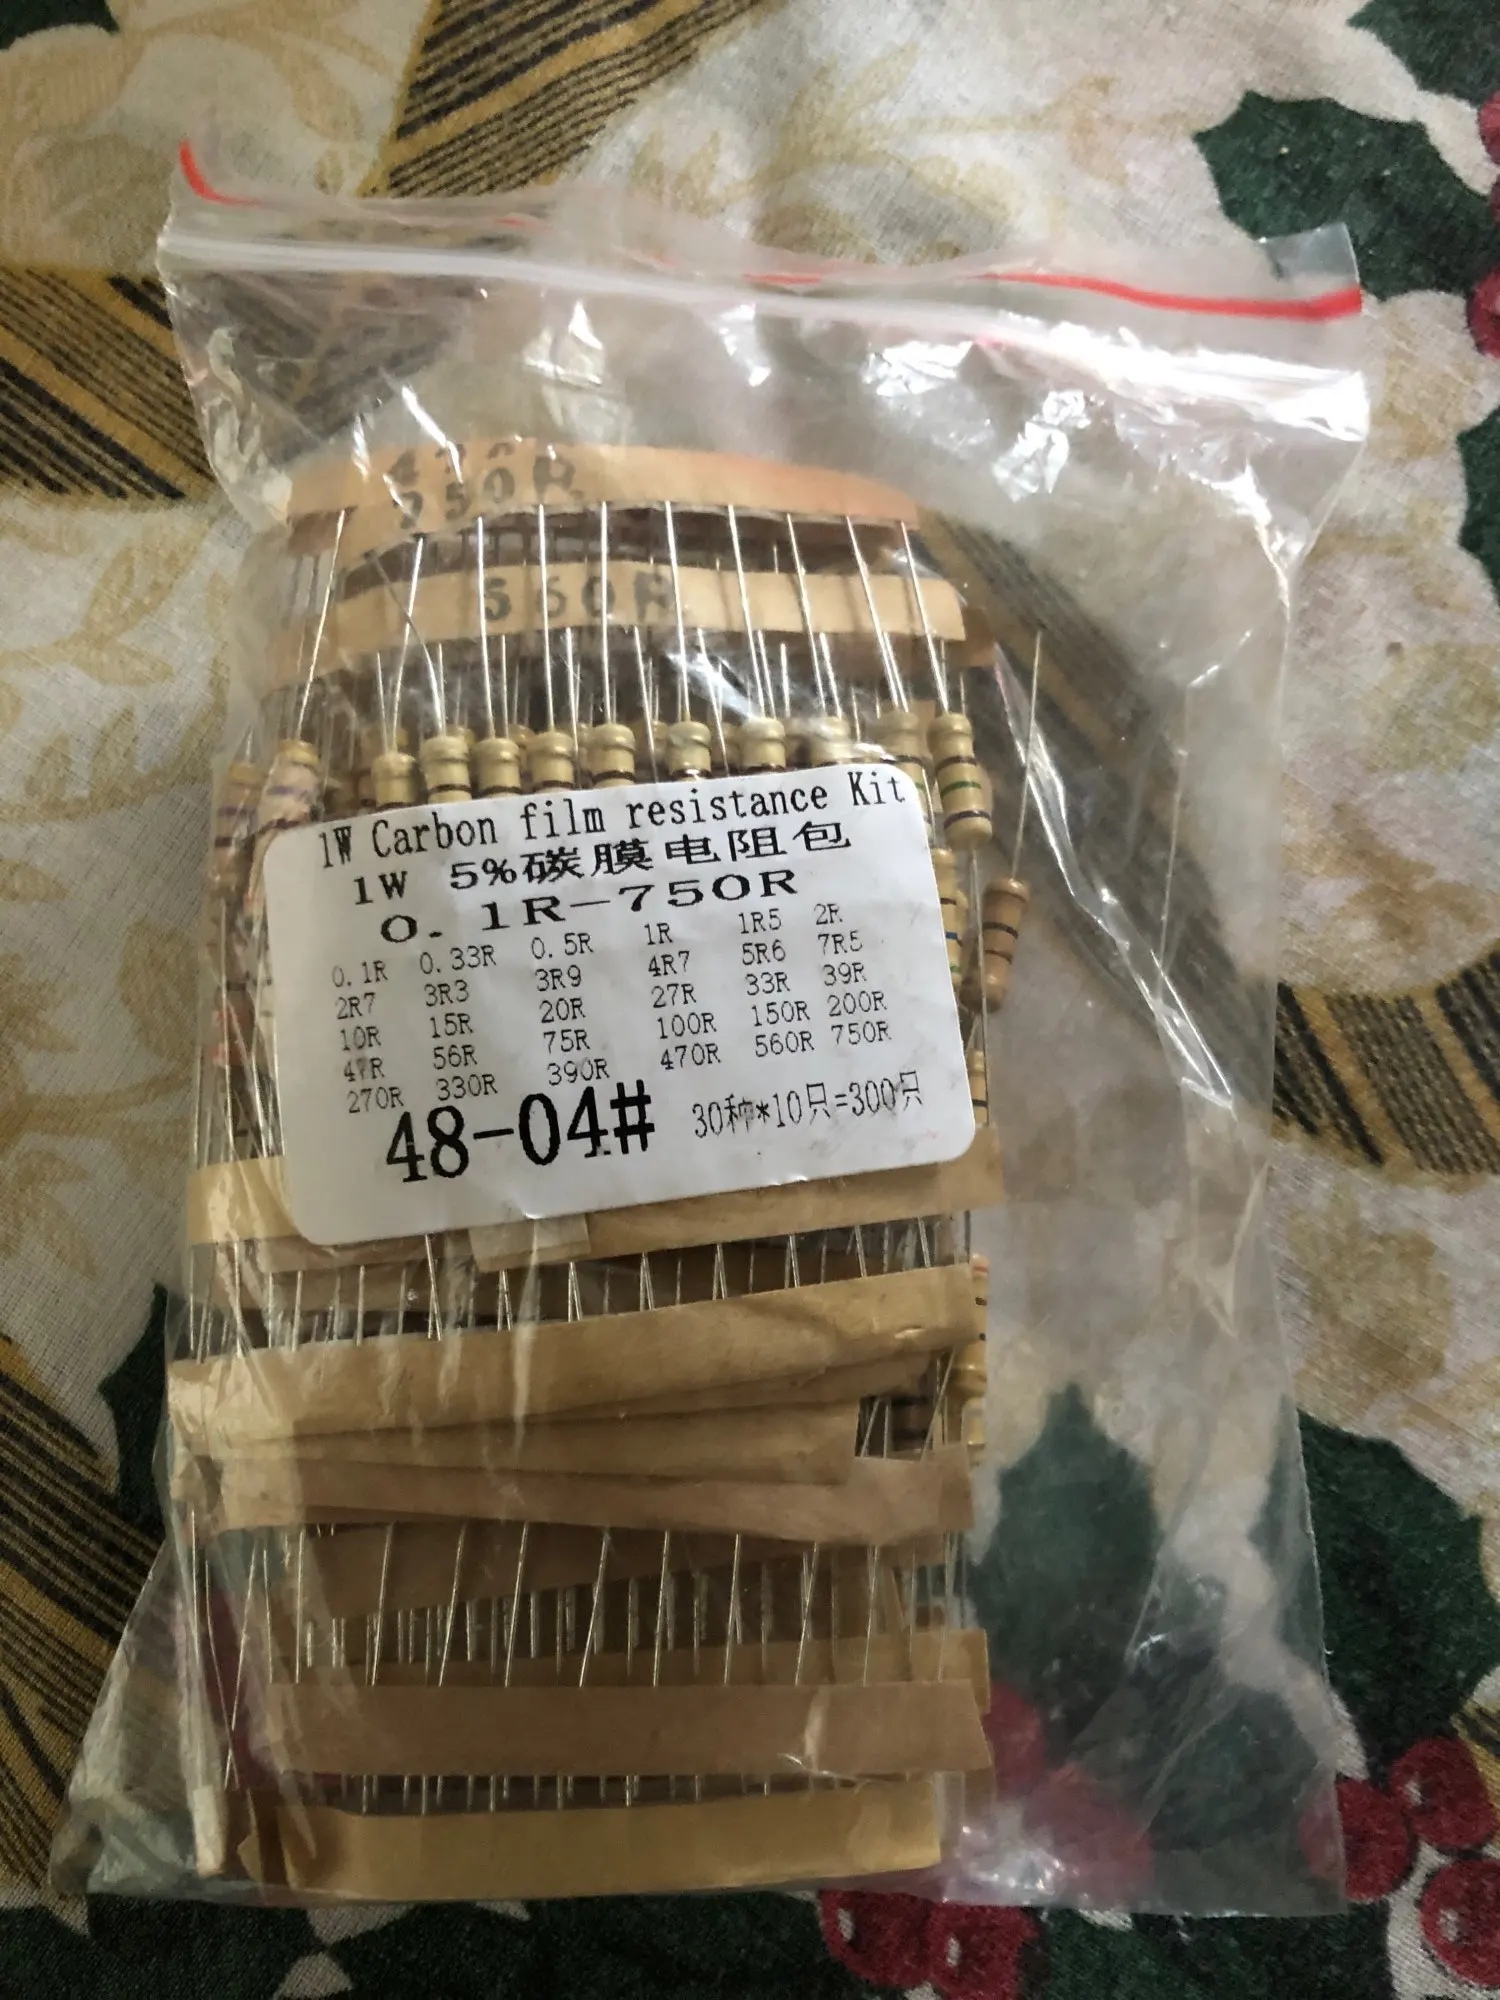 750R
560R
1W Carbon film resistance Kit
1W 5%碳膜电阻包
0.1R-750R
0.1R 0.33R 0.5R 1R 1R5 2R
2R7 3R3 3R9 4R7 5R6 7R5
10R 15R 20R 27R 33R 39R
47R 56R 75R 100R 150R 200R
270R 330R 390R 470R 560R 750R
48-04# 30种*10只=300只